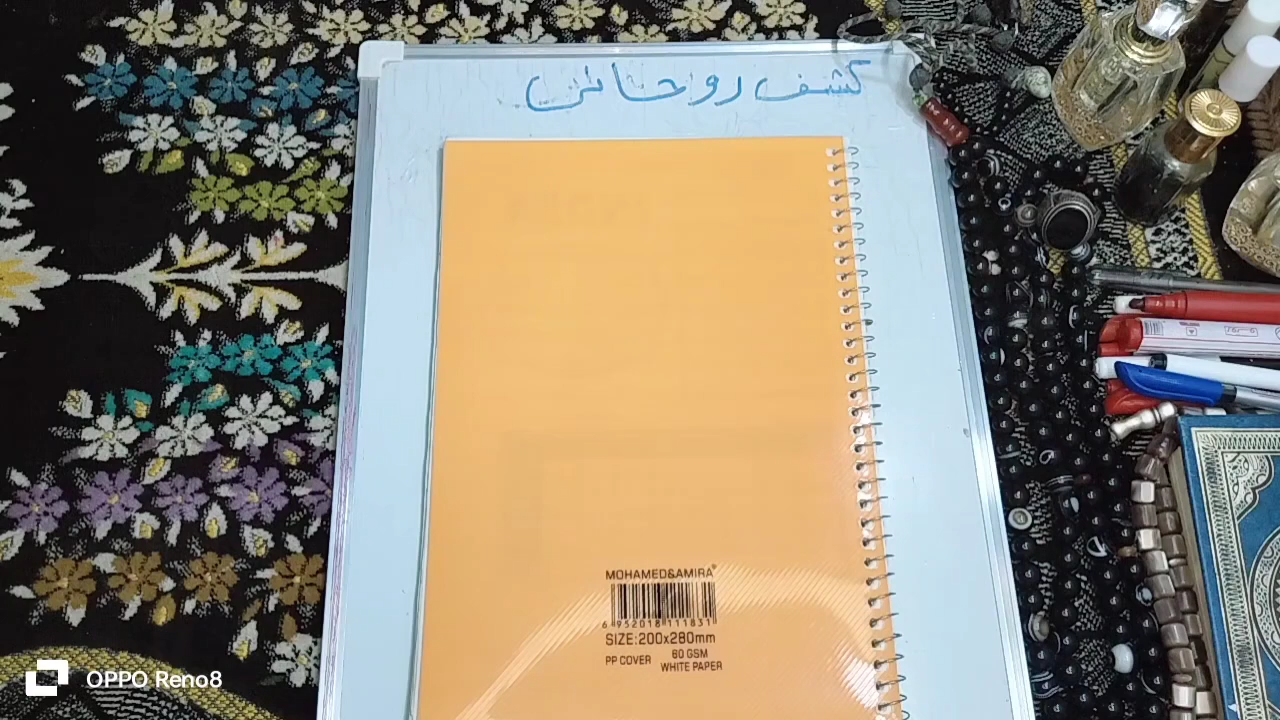 كشف روحاني
MOHAMED&AMIRA®
6 952018 111831
SIZE:200x280mm
PP COVER 60 GSM
WHITE PAPER
OPPO Reno8